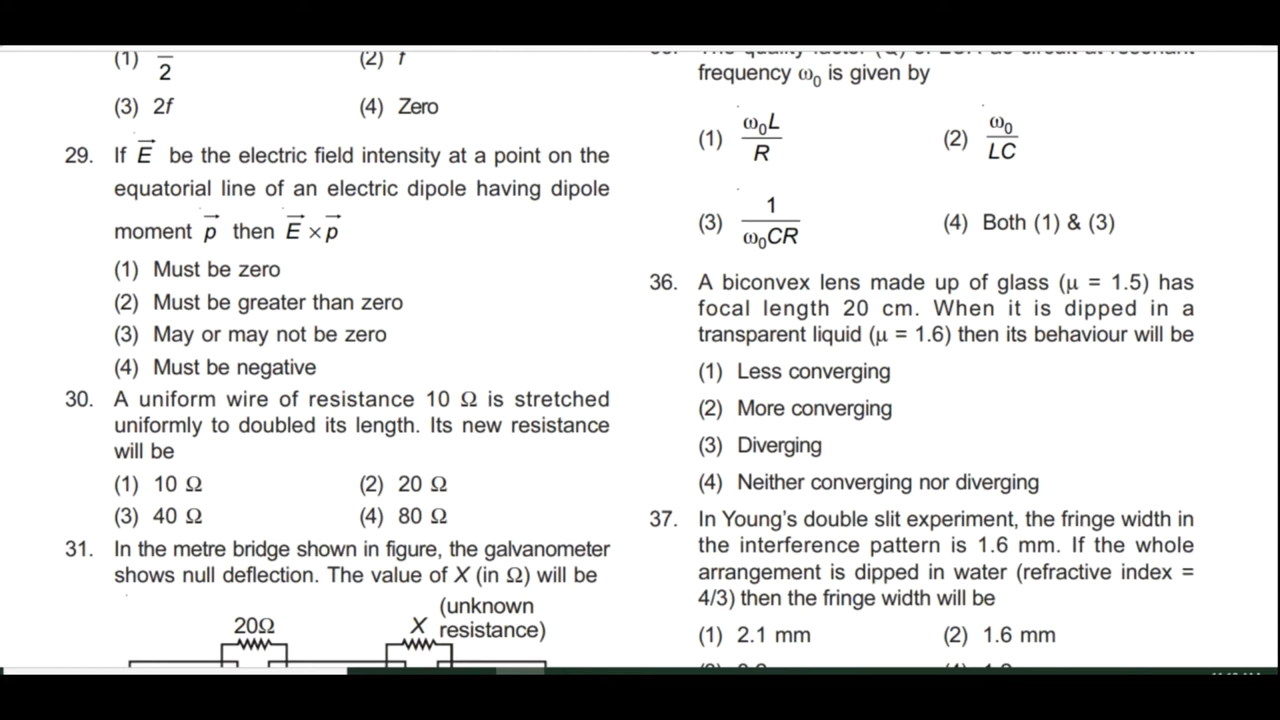 (1) 2
(2) f
(3) 2f (4) Zero
29. If E⃗ be the electric field intensity at a point on the
equatorial line of an electric dipole having dipole
moment p⃗ then E⃗ × p⃗
(1) Must be zero
(2) Must be greater than zero
(3) May or may not be zero
(4) Must be negative
30. A uniform wire of resistance 10 Ω is stretched
uniformly to doubled its length. Its new resistance
will be
(1) 10 Ω (2) 20 Ω
(3) 40 Ω (4) 80 Ω
31. In the metre bridge shown in figure, the galvanometer
shows null deflection. The value of X (in Ω) will be
(unknown
20Ω X resistance)
frequency ω₀ is given by
(1) ω₀L/R (2) ω₀/LC
(3) 1/ω₀CR (4) Both (1) & (3)
36. A biconvex lens made up of glass (μ = 1.5) has
focal length 20 cm. When it is dipped in a
transparent liquid (μ = 1.6) then its behaviour will be
(1) Less converging
(2) More converging
(3) Diverging
(4) Neither converging nor diverging
37. In Young's double slit experiment, the fringe width in
the interference pattern is 1.6 mm. If the whole
arrangement is dipped in water (refractive index =
4/3) then the fringe width will be
(1) 2.1 mm (2) 1.6 mm